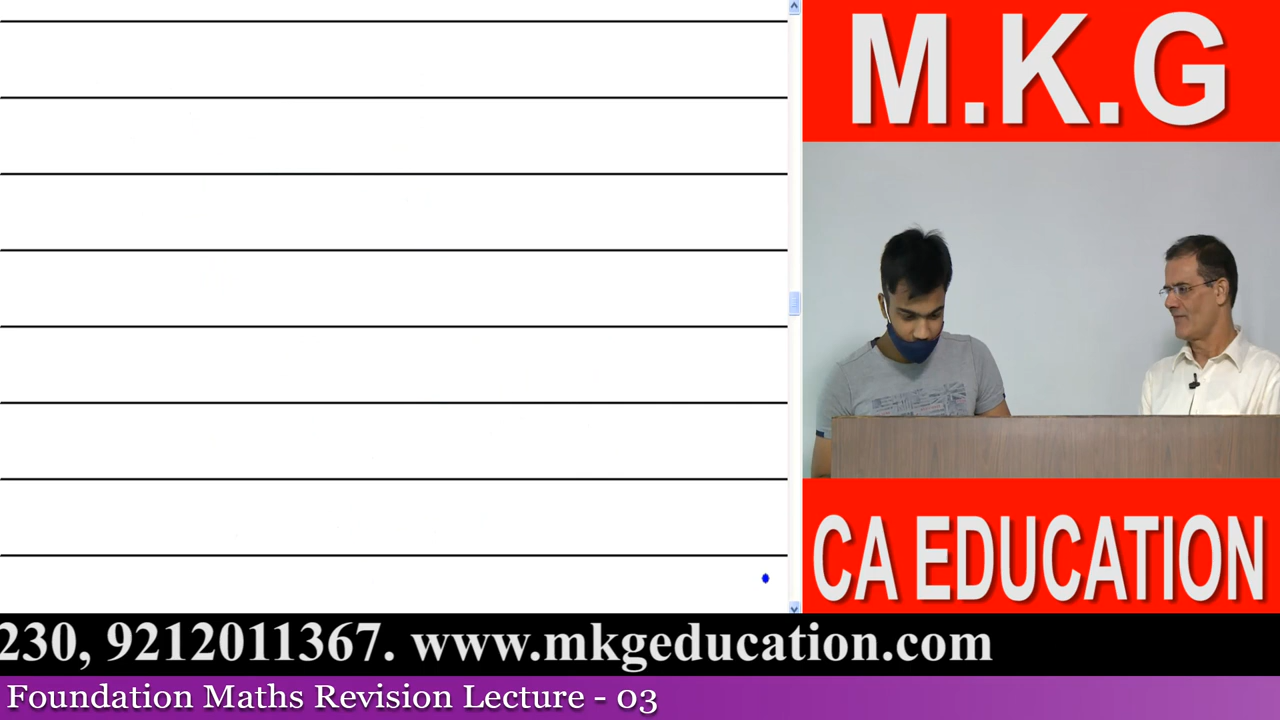 M.K.G
CA EDUCATION
230, 9212011367. www.mkgeducation.com
Foundation Maths Revision Lecture - 03